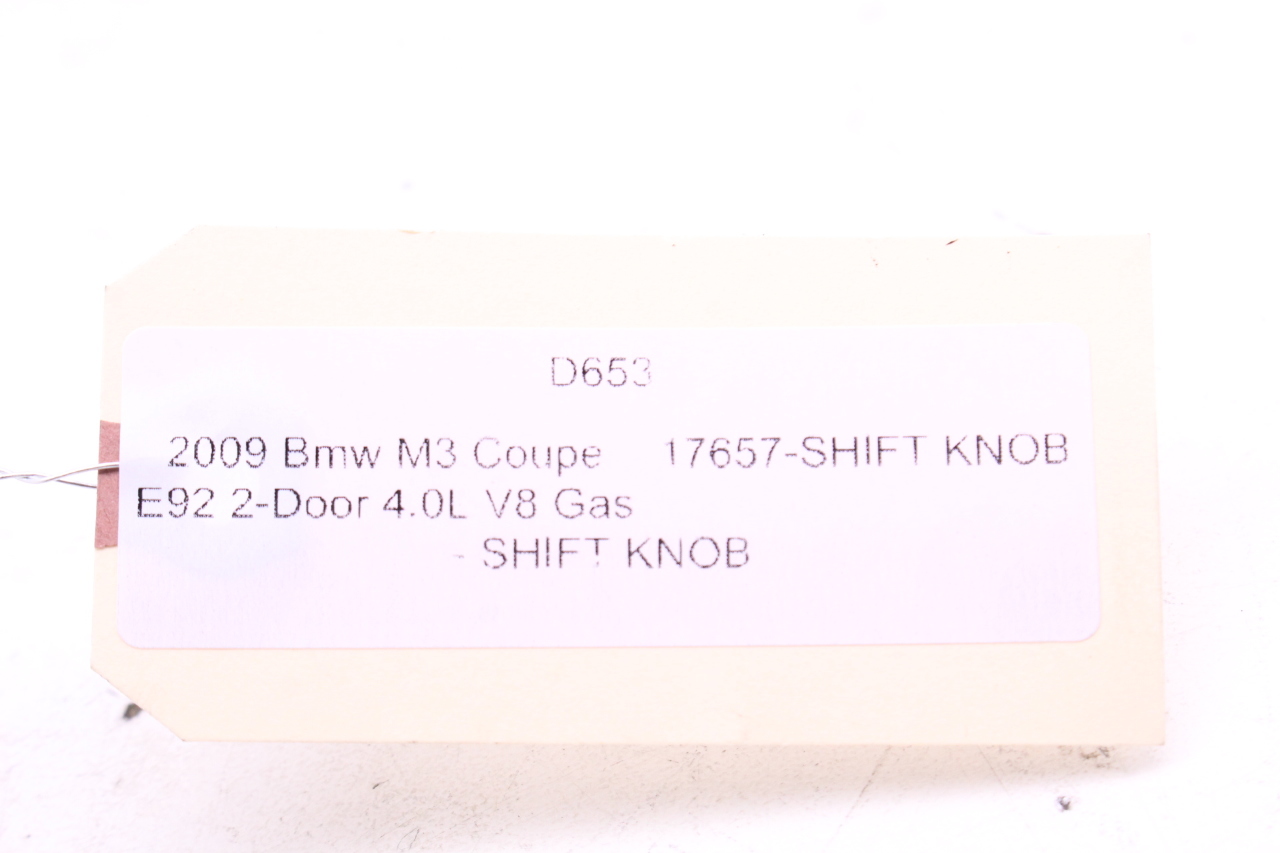 D653
2009 Bmw M3 Coupe 17657-SHIFT KNOB
E92 2-Door 4.0L V8 Gas
- SHIFT KNOB